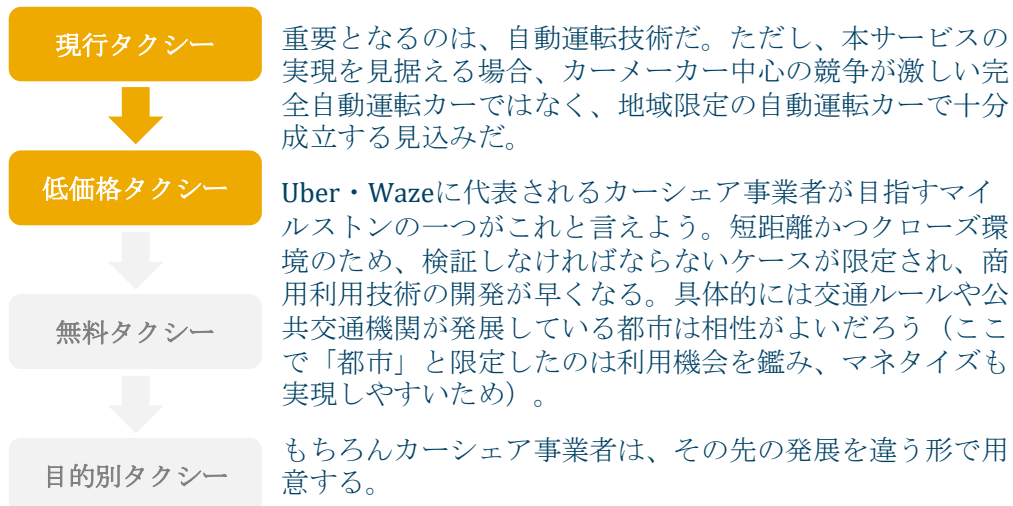 現行タクシー
低価格タクシー
無料タクシー
目的別タクシー
重要となるのは、自動運転技術だ。ただし、本サービスの
実現を見据える場合、カーメーカー中心の競争が激しい完
全自動運転カーではなく、地域限定の自動運転カーで十分
成立する見込みだ。
Uber・Wazeに代表されるカーシェア事業者が目指すマイ
ルストンの一つがこれと言えよう。短距離かつクローズ環
境のため、検証しなければならないケースが限定され、商
用利用技術の開発が早くなる。具体的には交通ルールや公
共交通機関が発展している都市は相性がよいだろう（ここ
で「都市」と限定したのは利用機会を鑑み、マネタイズも
実現しやすいため）。
もちろんカーシェア事業者は、その先の発展を違う形で用
意する。